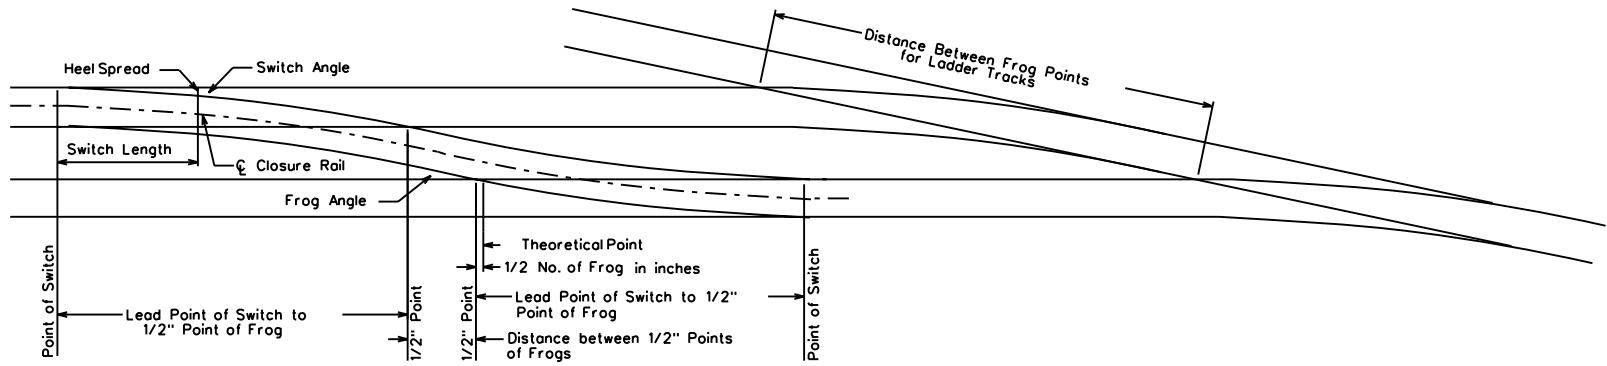 Distance Between Frog Points
for Ladder Tracks
Heel Spread
Switch Angle
Switch Length
℄ Closure Rail
Frog Angle
Theoretical Point
1/2 No. of Frog in inches
Point of Switch
Lead Point of Switch to
1/2" Point of Frog
1/2" Point
1/2" Point
Lead Point of Switch to 1/2"
Point of Frog
Distance between 1/2" Points
of Frogs
Point of Switch